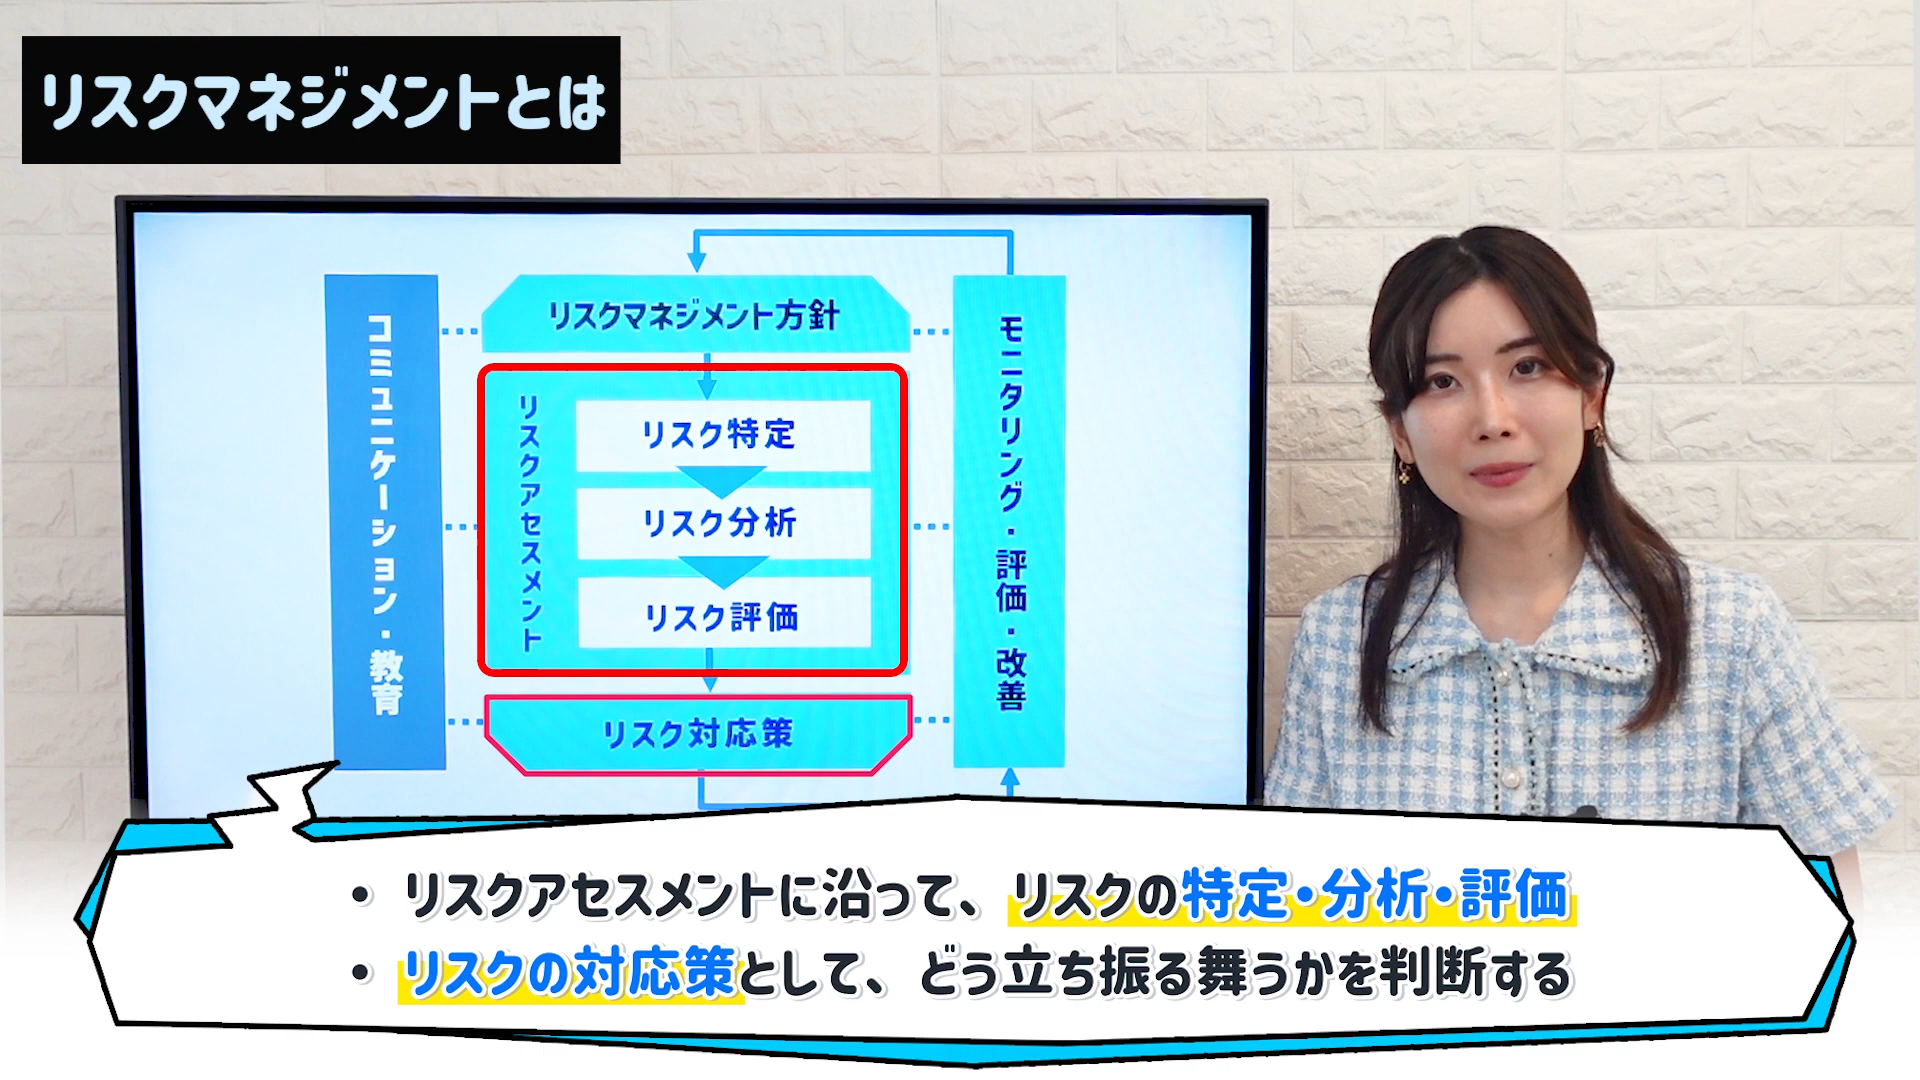 リスクマネジメントとは
リスクマネジメント方針
コミュニケーション・教育
リスクアセスメント
リスク特定
リスク分析
リスク評価
モニタリング・評価・改善
リスク対応策
• リスクアセスメントに沿って、リスクの特定・分析・評価
• リスクの対応策として、どう立ち振る舞うかを判断する